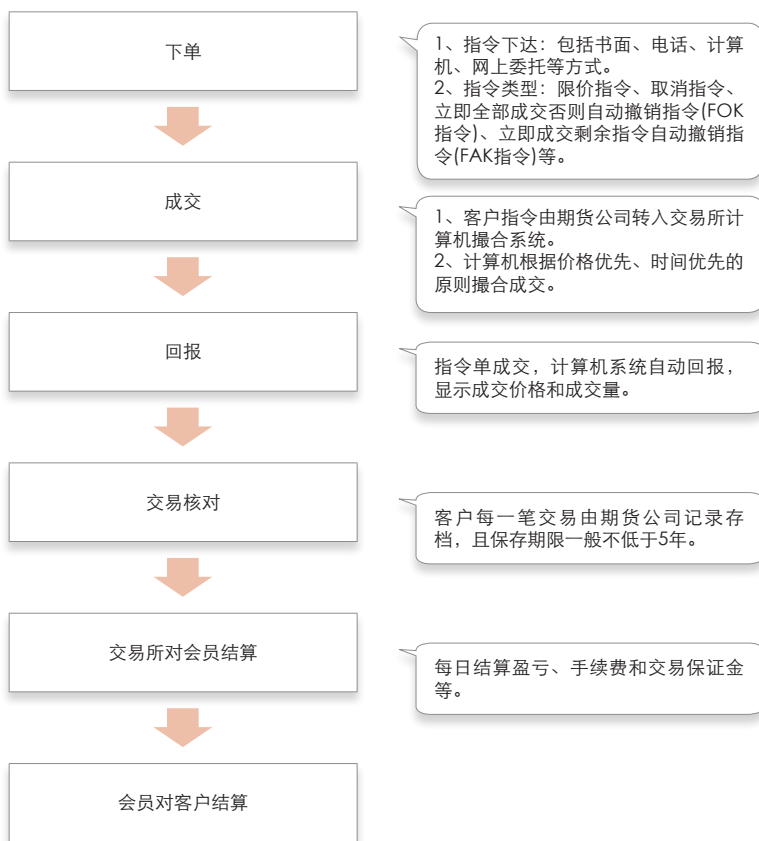 下单
1、指令下达：包括书面、电话、计算
机、网上委托等方式。
2、指令类型：限价指令、取消指令、
立即全部成交否则自动撤销指令(FOK
指令)、立即成交剩余指令自动撤销指
令(FAK指令)等。
成交
1、客户指令由期货公司转入交易所计
算机撮合系统。
2、计算机根据价格优先、时间优先的
原则撮合成交。
回报
指令单成交，计算机系统自动回报，
显示成交价格和成交量。
交易核对
客户每一笔交易由期货公司记录存
档，且保存期限一般不低于5年。
交易所对会员结算
每日结算盈亏、手续费和交易保证金
等。
会员对客户结算